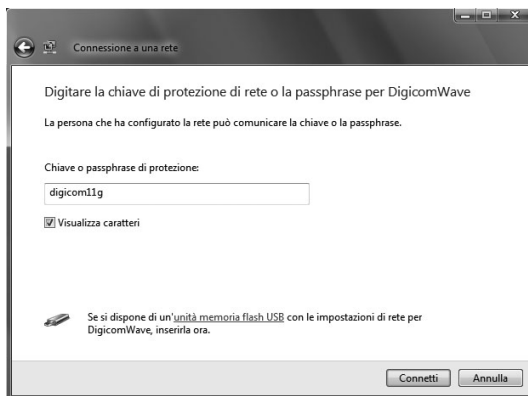 Connessione a una rete
Digitare la chiave di protezione di rete o la passphrase per DigicomWave
La persona che ha configurato la rete può comunicare la chiave o la passphrase.
Chiave o passphrase di protezione:
digicom11g
Visualizza caratteri
Se si dispone di un'unità memoria flash USB con le impostazioni di rete per
DigicomWave, inserirla ora.
Connetti Annulla